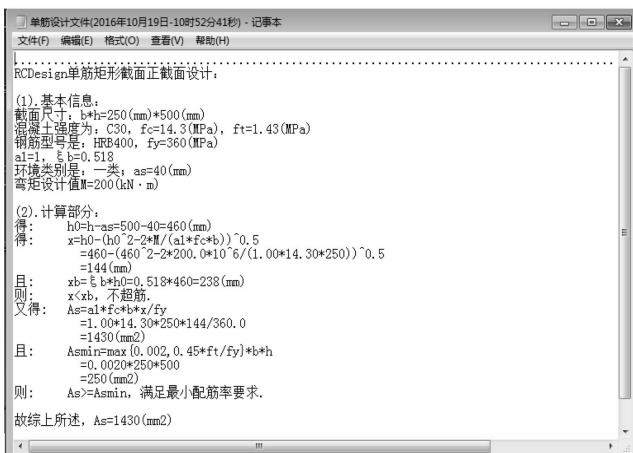 单筋设计文件(2016年10月19日-10时52分41秒) - 记事本
文件(F) 编辑(E) 格式(O) 查看(V) 帮助(H)
RCDesign单筋矩形截面正截面设计:
(1).基本信息:
截面尺寸: b*h=250(mm)*500(mm)
混凝土强度为: C30, fc=14.3(MPa), ft=1.43(MPa)
钢筋型号是: HRB400, fy=360(MPa)
a1=1, ξb=0.518
环境类别是: 一类; as=40(mm)
弯矩设计值M=200(kN·m)
(2).计算部分:
得: h0=h-as=500-40=460(mm)
得: x=h0-(h0^2-2*M/(a1*fc*b))^0.5
=460-(460^2-2*200.0*10^6/(1.00*14.30*250))^0.5
=144(mm)
且: xb=ξb*h0=0.518*460=238(mm)
则: x<xb, 不超筋.
又得: As=a1*fc*b*x/fy
=1.00*14.30*250*144/360.0
=1430(mm2)
且: Asmin=max{0.002,0.45*ft/fy}*b*h
=0.0020*250*500
=250(mm2)
则: As>=Asmin, 满足最小配筋率要求.
故综上所述, As=1430(mm2)